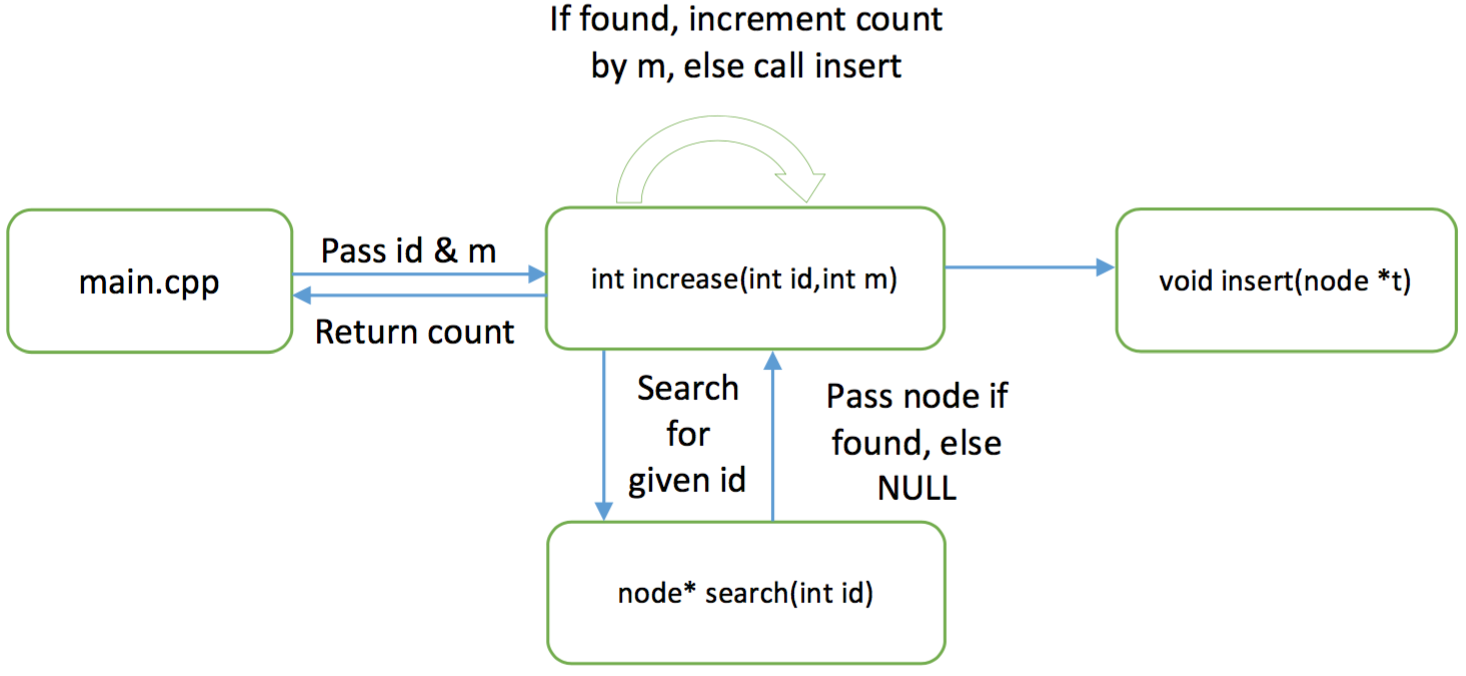 If found, increment count
by m, else call insert
main.cpp
Pass id & m
Return count
int increase(int id,int m)
void insert(node *t)
Search
for
given id
Pass node if
found, else
NULL
node* search(int id)